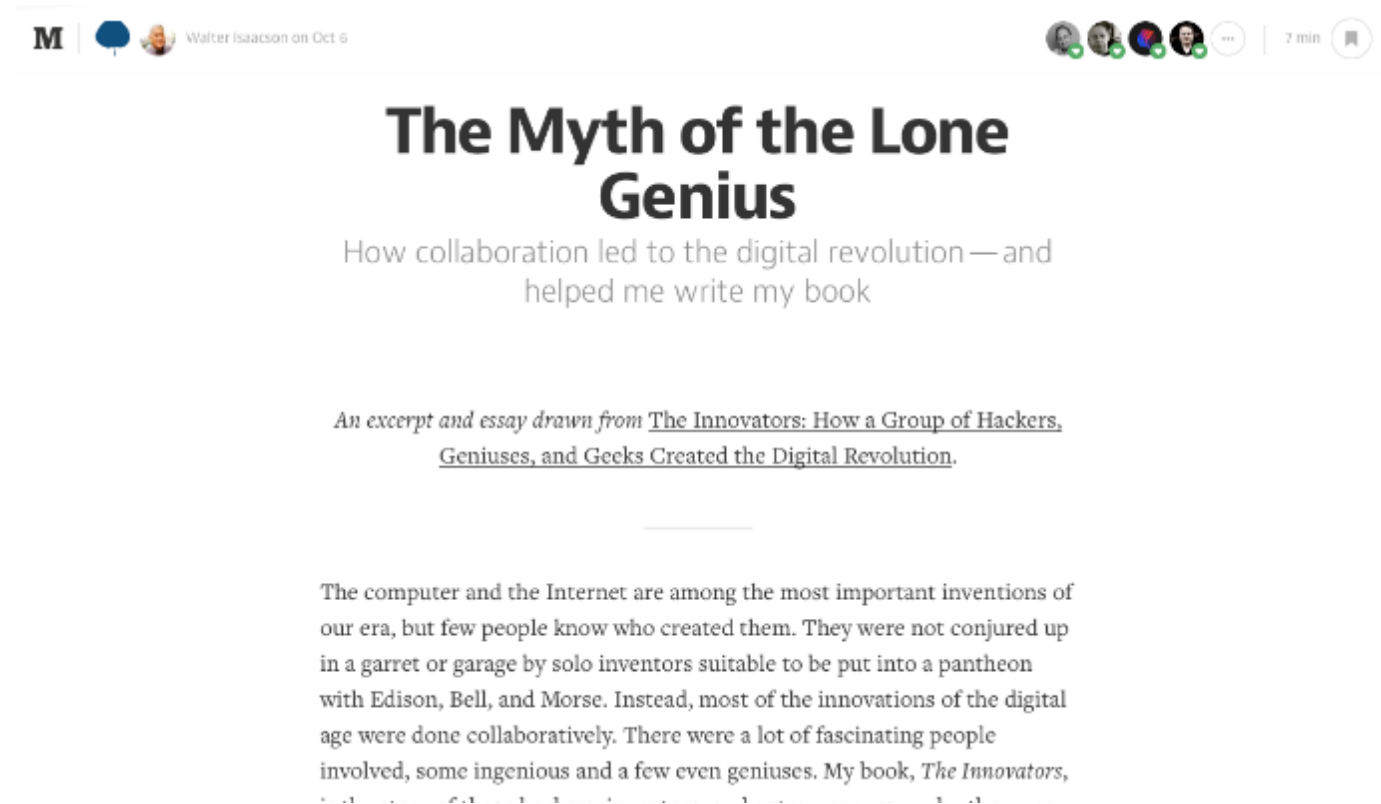 M
Walter Isaacson on Oct 6
7 min
The Myth of the Lone
Genius
How collaboration led to the digital revolution — and
helped me write my book
An excerpt and essay drawn from The Innovators: How a Group of Hackers,
Geniuses, and Geeks Created the Digital Revolution.
The computer and the Internet are among the most important inventions of
our era, but few people know who created them. They were not conjured up
in a garret or garage by solo inventors suitable to be put into a pantheon
with Edison, Bell, and Morse. Instead, most of the innovations of the digital
age were done collaboratively. There were a lot of fascinating people
involved, some ingenious and a few even geniuses. My book, The Innovators,